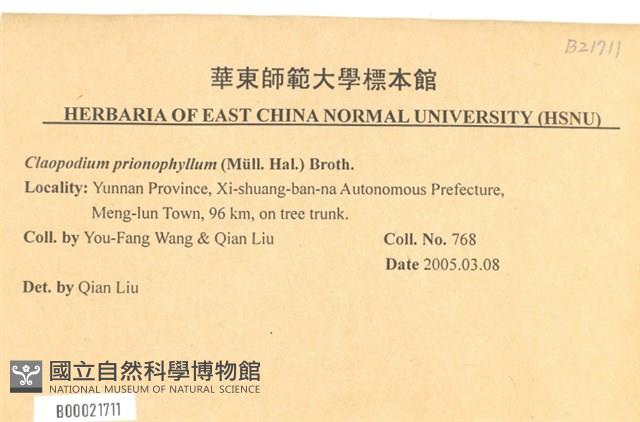 B21711
華東師範大學標本館
HERBARIA OF EAST CHINA NORMAL UNIVERSITY (HSNU)
Claopodium prionophyllum (Müll. Hal.) Broth.
Locality: Yunnan Province, Xi-shuang-ban-na Autonomous Prefecture,
Meng-lun Town, 96 km, on tree trunk.
Coll. by You-Fang Wang & Qian Liu Coll. No. 768
Date 2005.03.08
Det. by Qian Liu
國立自然科學博物館
NATIONAL MUSEUM OF NATURAL SCIENCE
B00021711